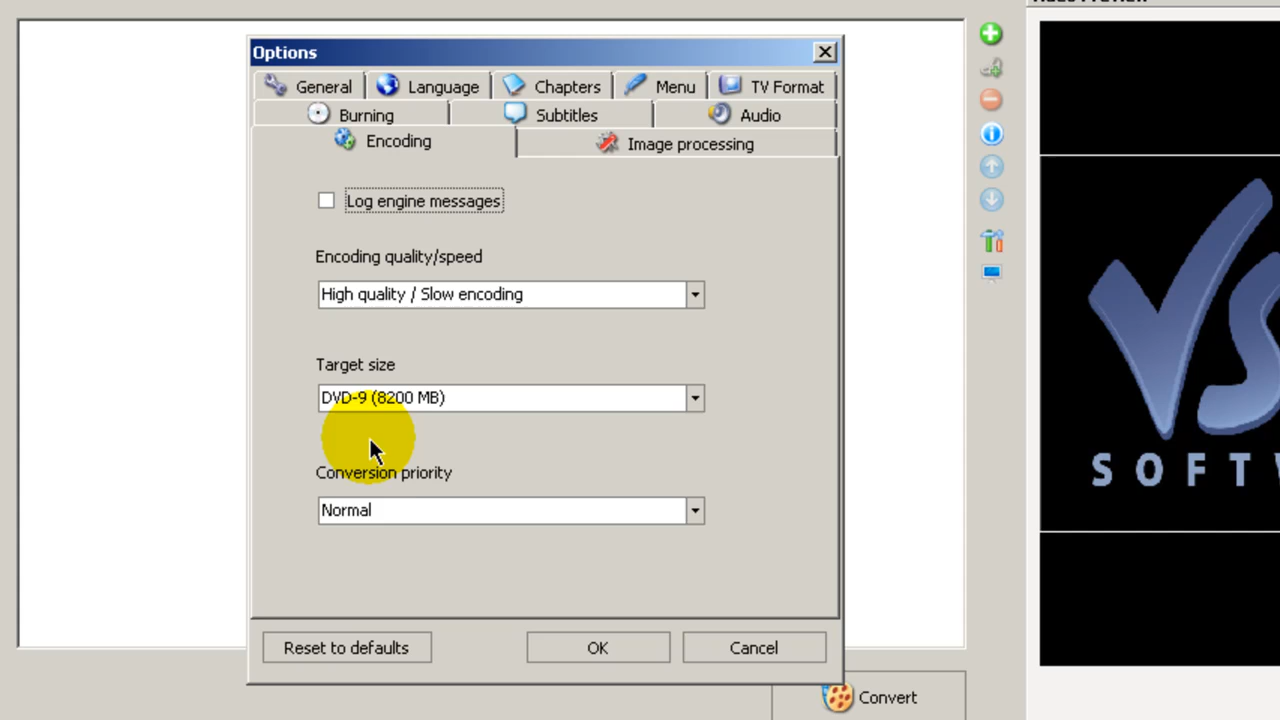 Options
General Language Chapters Menu TV Format
Burning Subtitles Audio
Encoding Image processing
Log engine messages
Encoding quality/speed
High quality / Slow encoding
Target size
DVD-9 (8200 MB)
Conversion priority
Normal
Reset to defaults OK Cancel
Convert
VS
SOFTW